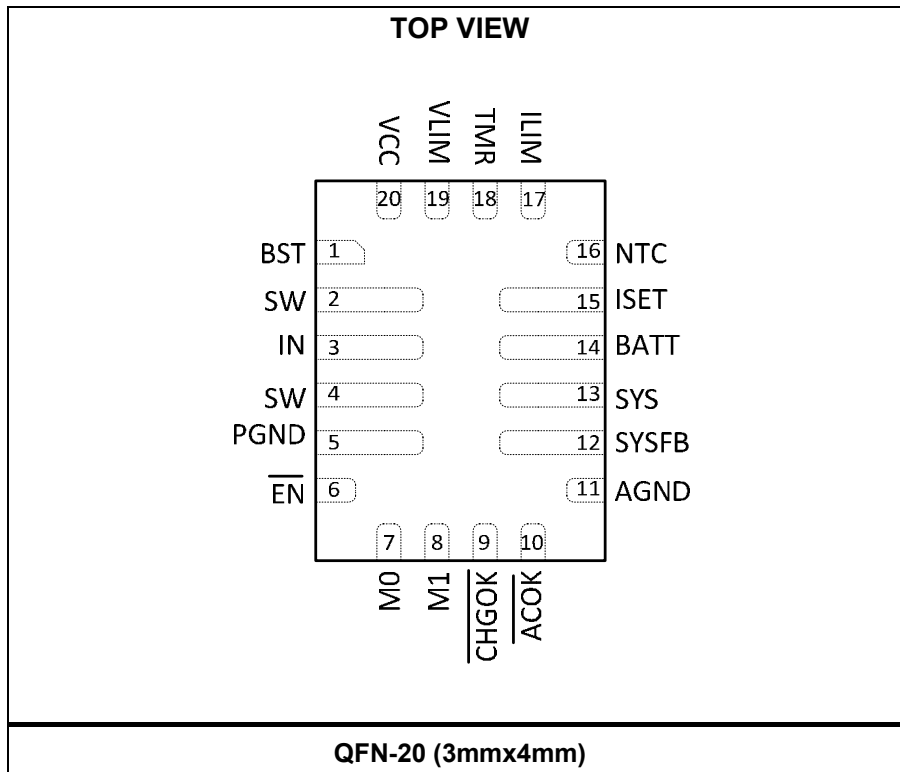 TOP VIEW
VCC VLIM TMR ILIM
20 19 18 17
BST 1 16 NTC
SW 2 15 ISET
IN 3 14 BATT
SW 4 13 SYS
PGND 5 12 SYSFB
EN 6 11 AGND
7 8 9 10
M0 M1 CHGOK ACOK
QFN-20 (3mmx4mm)